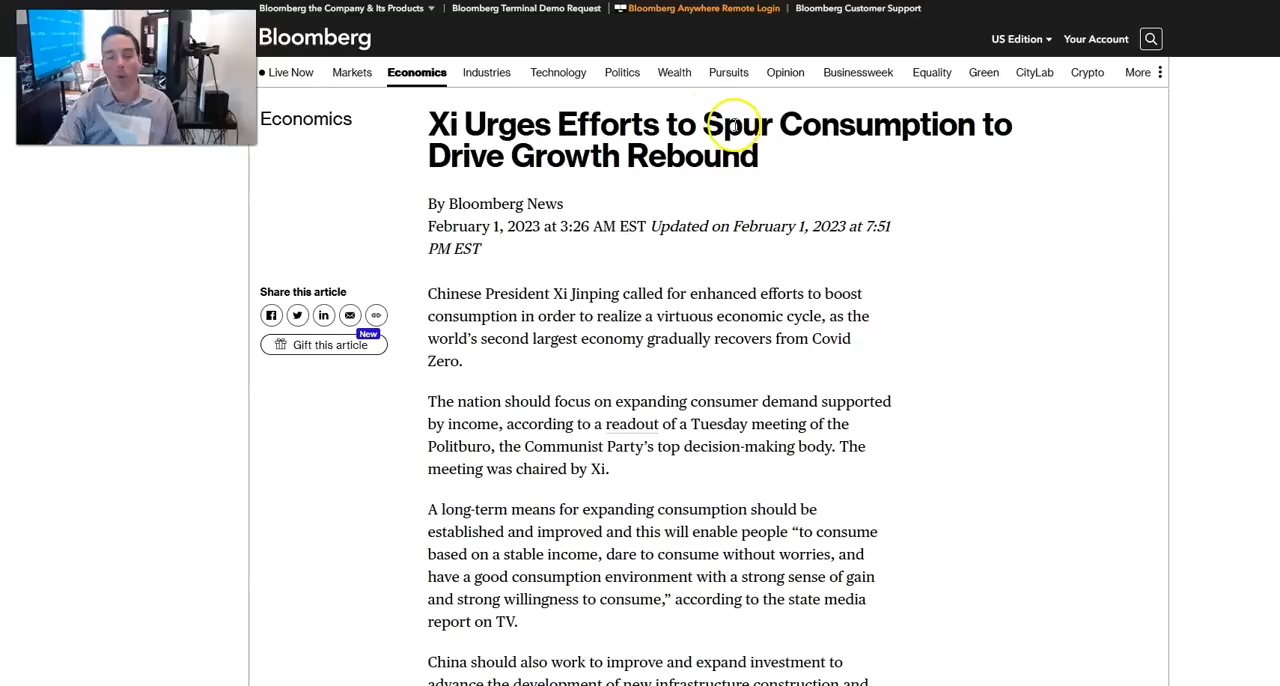 Bloomberg the Company & Its Products
Bloomberg Terminal Demo Request
Bloomberg Anywhere Remote Login
Bloomberg Customer Support
Bloomberg
US Edition
Your Account
Live Now
Markets
Economics
Industries
Technology
Politics
Wealth
Pursuits
Opinion
Businessweek
Equality
Green
CityLab
Crypto
More
Economics
Xi Urges Efforts to Spur Consumption to
Drive Growth Rebound
By Bloomberg News
February 1, 2023 at 3:26 AM EST Updated on February 1, 2023 at 7:51
PM EST
Share this article
New
Gift this article
Chinese President Xi Jinping called for enhanced efforts to boost
consumption in order to realize a virtuous economic cycle, as the
world’s second largest economy gradually recovers from Covid
Zero.
The nation should focus on expanding consumer demand supported
by income, according to a readout of a Tuesday meeting of the
Politburo, the Communist Party’s top decision-making body. The
meeting was chaired by Xi.
A long-term means for expanding consumption should be
established and improved and this will enable people “to consume
based on a stable income, dare to consume without worries, and
have a good consumption environment with a strong sense of gain
and strong willingness to consume,” according to the state media
report on TV.
China should also work to improve and expand investment to
advance the development of new infrastructure construction and